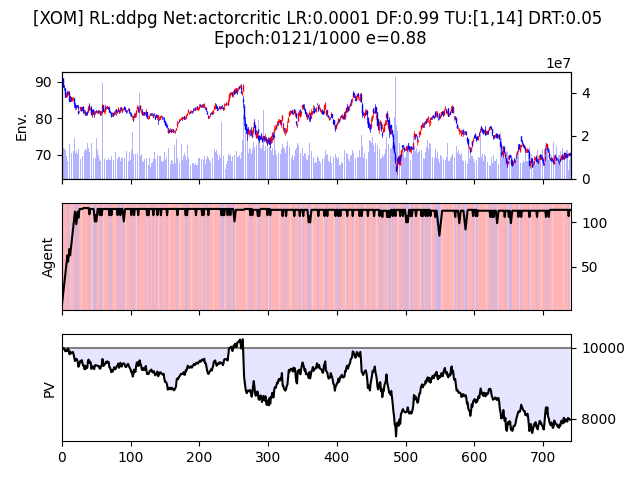 [XOM] RL:ddpg Net:actorcritic LR:0.0001 DF:0.99 TU:[1,14] DRT:0.05
Epoch:0121/1000 e=0.88
1e7
Env.
90
80
70
4
2
0
Agent
100
50
PV
10000
8000
0 100 200 300 400 500 600 700